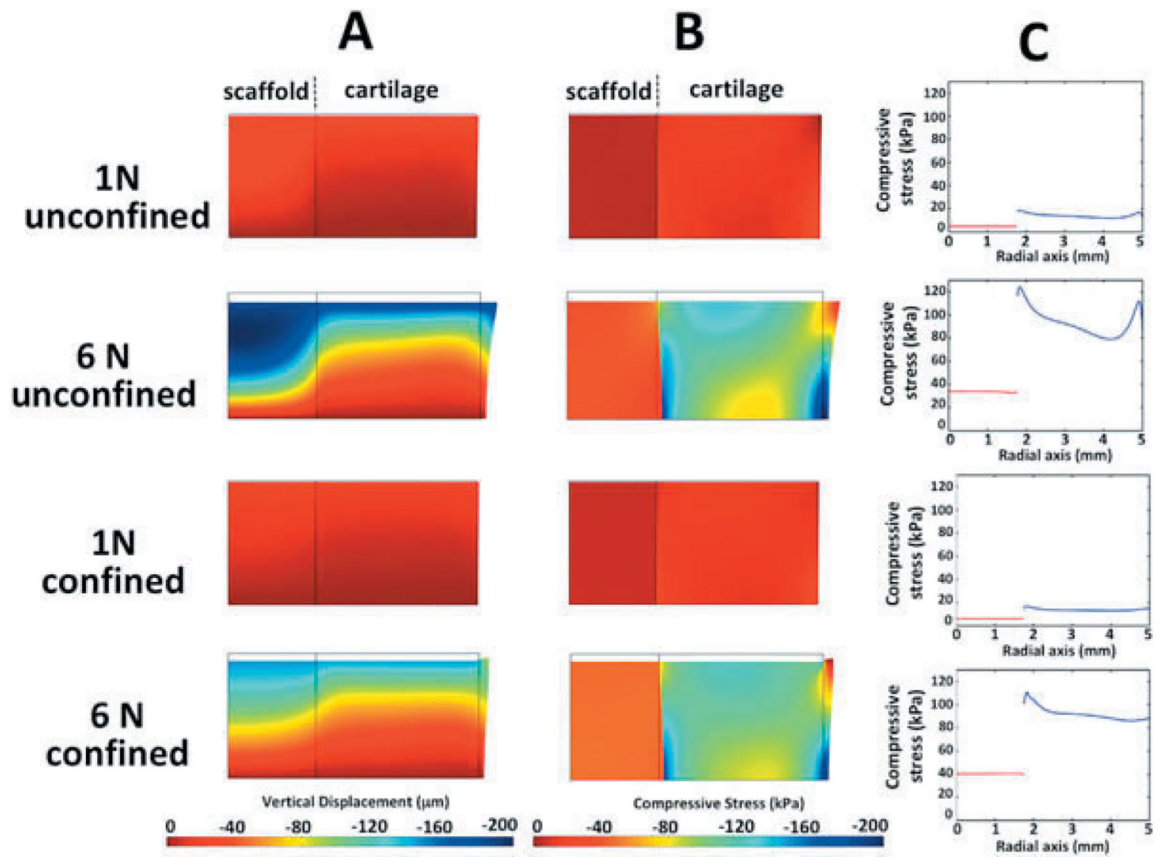 A B C
scaffold cartilage scaffold cartilage
1N
unconfined
Compressive
stress (kPa)
120
100
80
60
40
20
0
0 1 2 3 4 5
Radial axis (mm)
6 N
unconfined
Compressive
stress (kPa)
120
100
80
60
40
20
0
0 1 2 3 4 5
Radial axis (mm)
1N
confined
Compressive
stress (kPa)
120
100
80
60
40
20
0
0 1 2 3 4 5
Radial axis (mm)
6 N
confined
Compressive
stress (kPa)
120
100
80
60
40
20
0
0 1 2 3 4 5
Radial axis (mm)
Vertical Displacement (μm)
0 -40 -80 -120 -160 -200
Compressive Stress (kPa)
0 -40 -80 -120 -160 -200